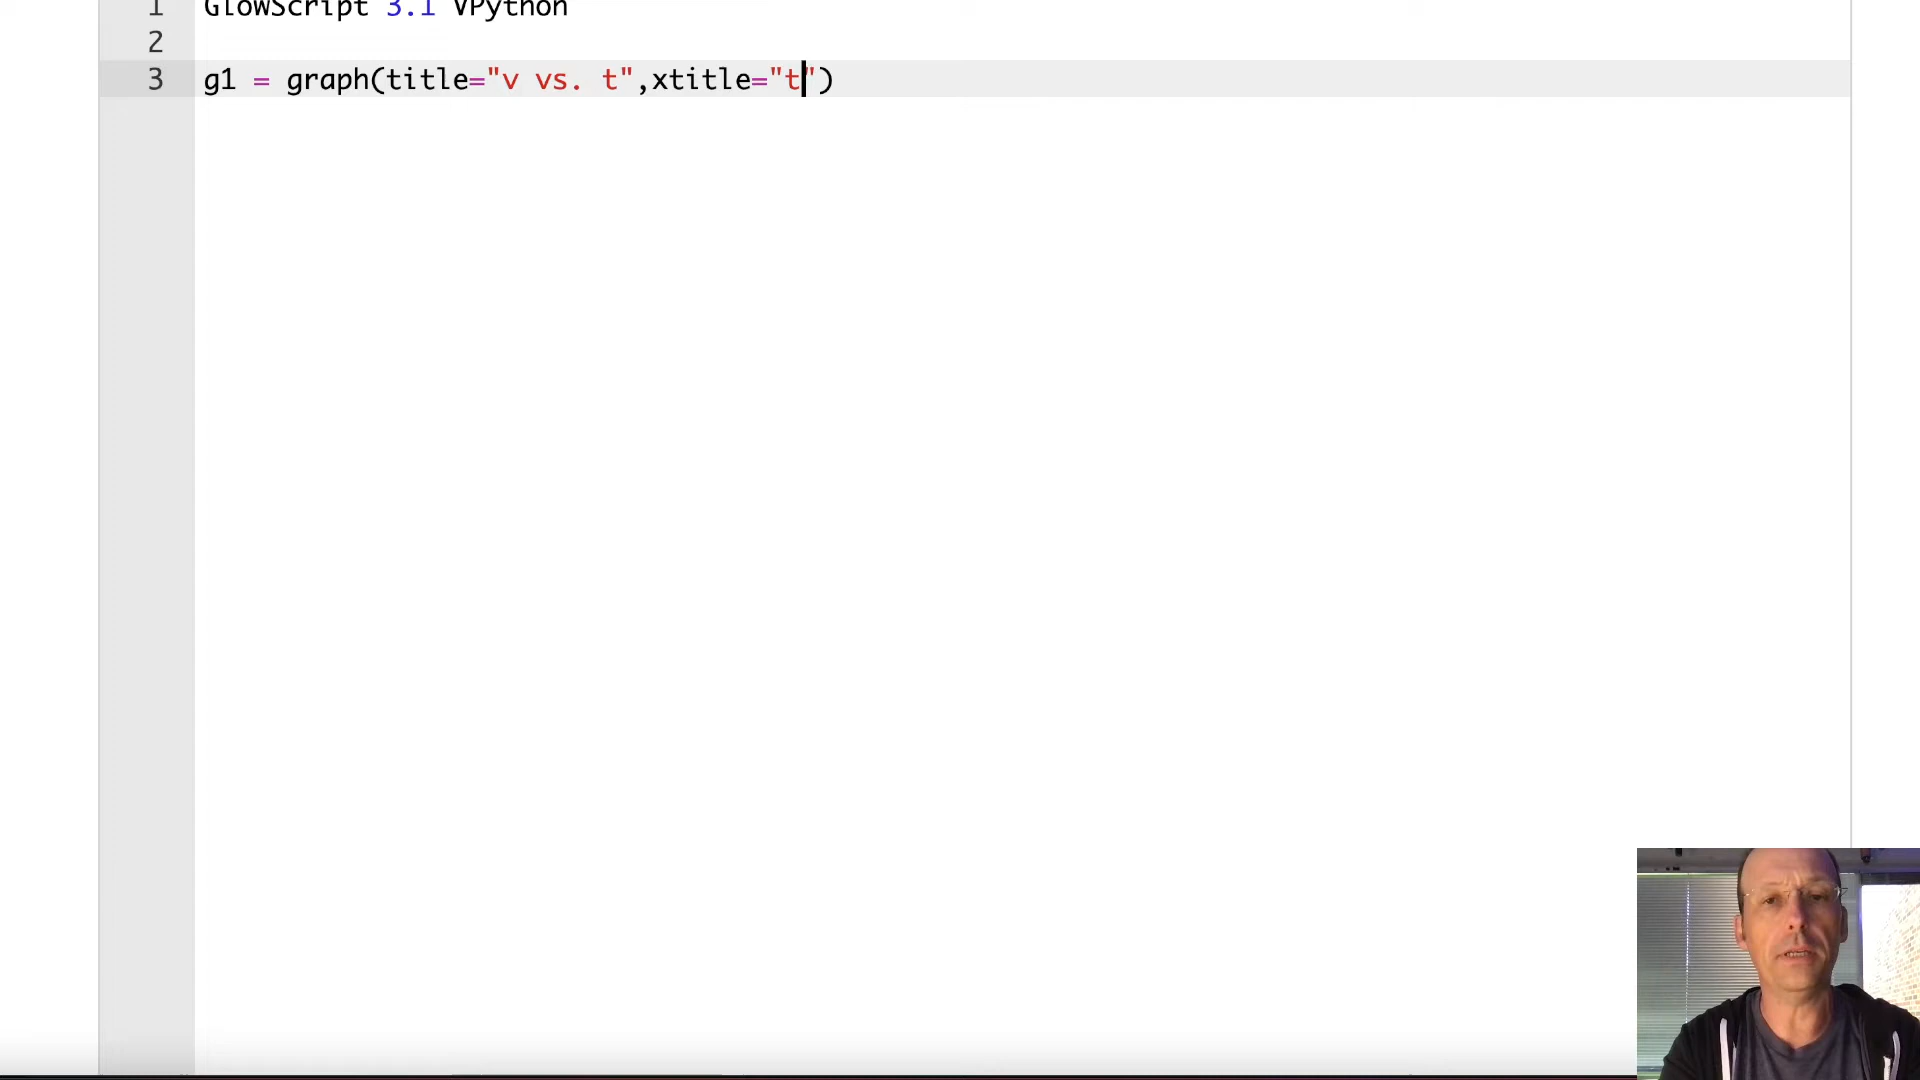 1 GlowScript 3.1 VPython
2
3 g1 = graph(title="v vs. t",xtitle="t")